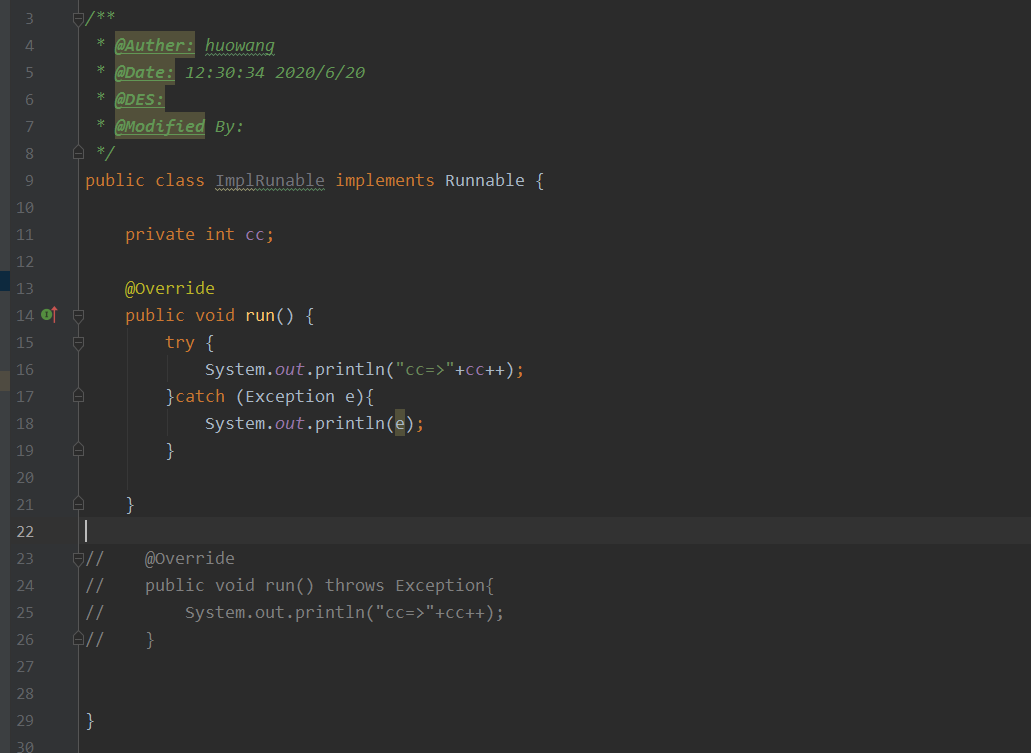 3 /**
4  * @Auther: huowang
5  * @Date: 12:30:34 2020/6/20
6  * @DES:
7  * @Modified By:
8  */
9 public class ImplRunable implements Runnable {
10
11     private int cc;
12
13     @Override
14     public void run() {
15         try {
16             System.out.println("cc=>"+cc++);
17         }catch (Exception e){
18             System.out.println(e);
19         }
20
21     }
22
23 //    @Override
24 //    public void run() throws Exception{
25 //        System.out.println("cc=>"+cc++);
26 //    }
27
28
29 }
30